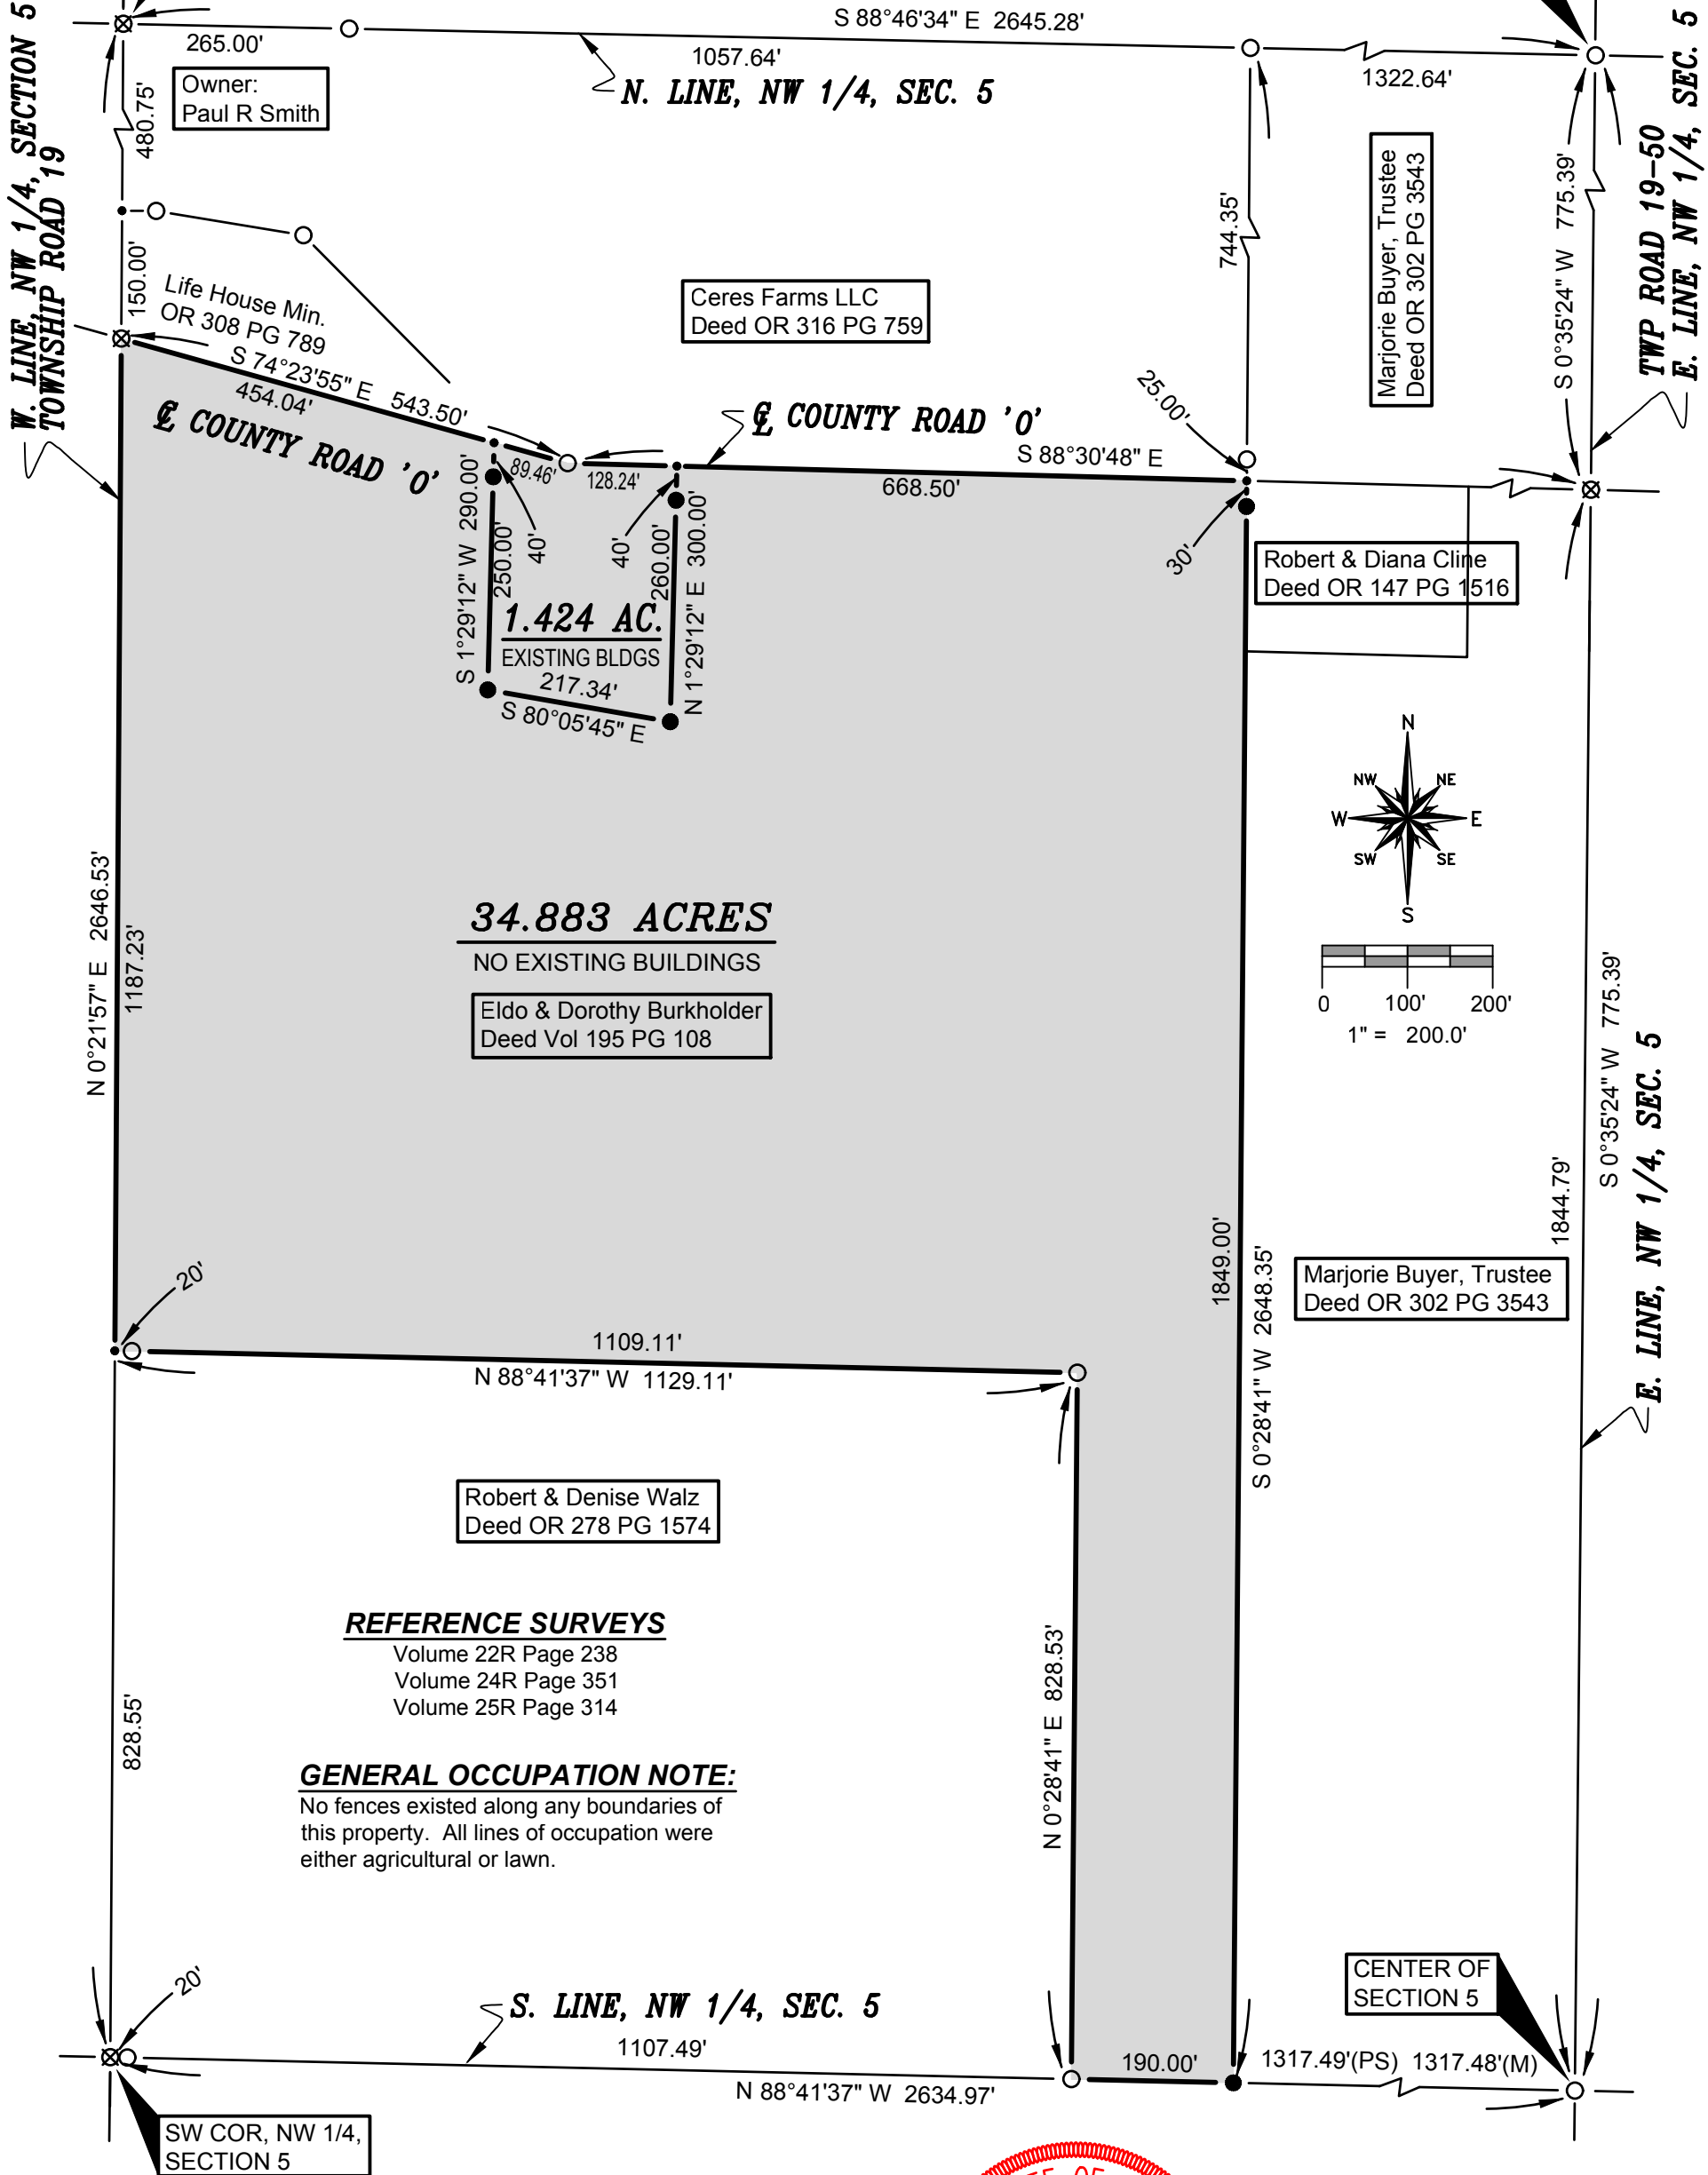 S 88°46'34" E 2645.28'
265.00'
1057.64'
1322.64'
N. LINE, NW 1/4, SEC. 5
Owner:
Paul R Smith
480.75'
W. LINE, NW 1/4, SECTION 5
TOWNSHIP ROAD 19
150.00'
Life House Min.
OR 308 PG 789
S 74°23'55" E 543.50'
454.04'
℄ COUNTY ROAD 'O'
Ceres Farms LLC
Deed OR 316 PG 759
744.35'
Marjorie Buyer, Trustee
Deed OR 302 PG 3543
S 0°35'24" W 775.39'
TWP ROAD 19-50
E. LINE, NW 1/4, SEC. 5
℄ COUNTY ROAD 'O'
25.00'
S 88°30'48" E
668.50'
89.46'
128.24'
40'
40'
30'
S 1°29'12" W 290.00'
250.00'
260.00'
N 1°29'12" E 300.00'
1.424 AC.
EXISTING BLDGS
217.34'
S 80°05'45" E
Robert & Diana Cline
Deed OR 147 PG 1516
N
NW
NE
W
E
SW
SE
S
0 100' 200'
1" = 200.0'
34.883 ACRES
NO EXISTING BUILDINGS
Eldo & Dorothy Burkholder
Deed Vol 195 PG 108
N 0°21'57" E 2646.53'
1187.23'
S 0°35'24" W 775.39'
1844.79'
E. LINE, NW 1/4, SEC. 5
1849.00'
S 0°28'41" W 2648.35'
Marjorie Buyer, Trustee
Deed OR 302 PG 3543
20'
1109.11'
N 88°41'37" W 1129.11'
Robert & Denise Walz
Deed OR 278 PG 1574
REFERENCE SURVEYS
Volume 22R Page 238
Volume 24R Page 351
Volume 25R Page 314
828.55'
N 0°28'41" E 828.53'
GENERAL OCCUPATION NOTE:
No fences existed along any boundaries of
this property. All lines of occupation were
either agricultural or lawn.
20'
S. LINE, NW 1/4, SEC. 5
1107.49'
N 88°41'37" W 2634.97'
190.00'
1317.49'(PS) 1317.48'(M)
CENTER OF
SECTION 5
SW COR, NW 1/4,
SECTION 5